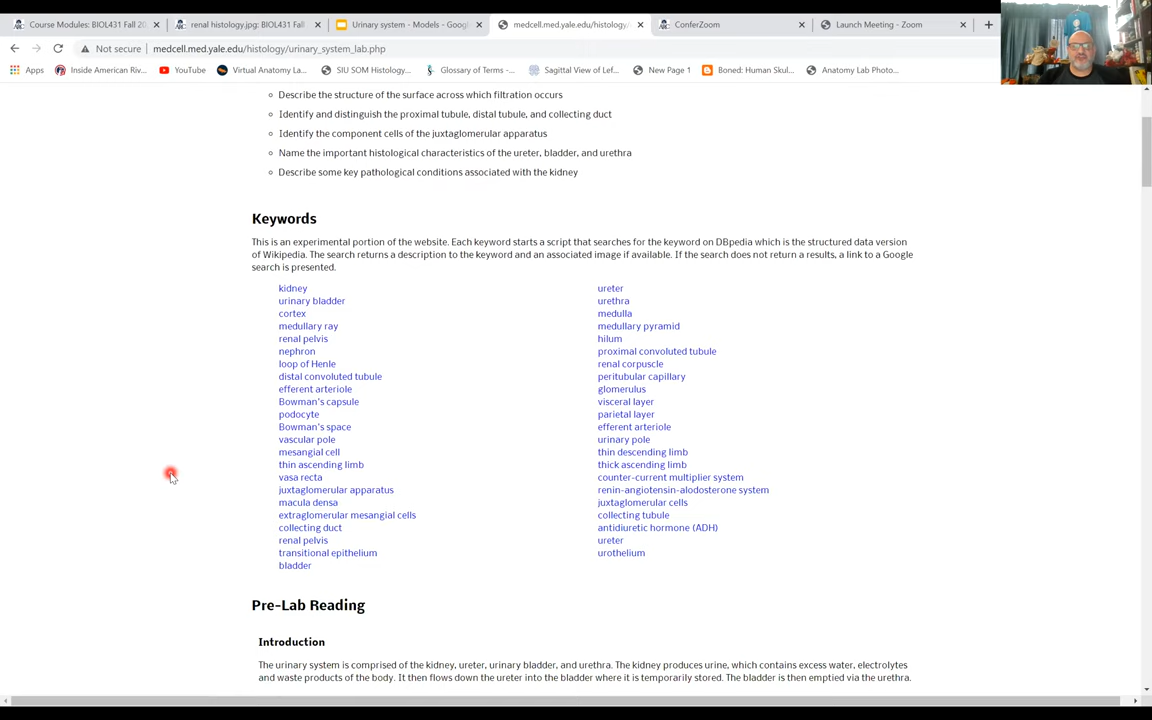 Course Modules: BIOL431 Fall 20
renal histology.jpg: BIOL431 Fall
Urinary system - Models - Googl
medcell.med.yale.edu/histology/
ConferZoom
Launch Meeting - Zoom
Not secure | medcell.med.yale.edu/histology/urinary_system_lab.php
Apps
Inside American Riv...
YouTube
Virtual Anatomy La...
SIU SOM Histology...
Glossary of Terms -...
Sagittal View of Lef...
New Page 1
Boned: Human Skul...
Anatomy Lab Photo...
Describe the structure of the surface across which filtration occurs
Identify and distinguish the proximal tubule, distal tubule, and collecting duct
Identify the component cells of the juxtaglomerular apparatus
Name the important histological characteristics of the ureter, bladder, and urethra
Describe some key pathological conditions associated with the kidney
Keywords
This is an experimental portion of the website. Each keyword starts a script that searches for the keyword on DBpedia which is the structured data version
of Wikipedia. The search returns a description to the keyword and an associated image if available. If the search does not return a results, a link to a Google
search is presented.
kidney ureter
urinary bladder urethra
cortex medulla
medullary ray medullary pyramid
renal pelvis hilum
nephron proximal convoluted tubule
loop of Henle renal corpuscle
distal convoluted tubule peritubular capillary
efferent arteriole glomerulus
Bowman's capsule visceral layer
podocyte parietal layer
Bowman's space efferent arteriole
vascular pole urinary pole
mesangial cell thin descending limb
thin ascending limb thick ascending limb
vasa recta counter-current multiplier system
juxtaglomerular apparatus renin-angiotensin-alodosterone system
macula densa juxtaglomerular cells
extraglomerular mesangial cells collecting tubule
collecting duct antidiuretic hormone (ADH)
renal pelvis ureter
transitional epithelium urothelium
bladder
Pre-Lab Reading
Introduction
The urinary system is comprised of the kidney, ureter, urinary bladder, and urethra. The kidney produces urine, which contains excess water, electrolytes
and waste products of the body. It then flows down the ureter into the bladder where it is temporarily stored. The bladder is then emptied via the urethra.